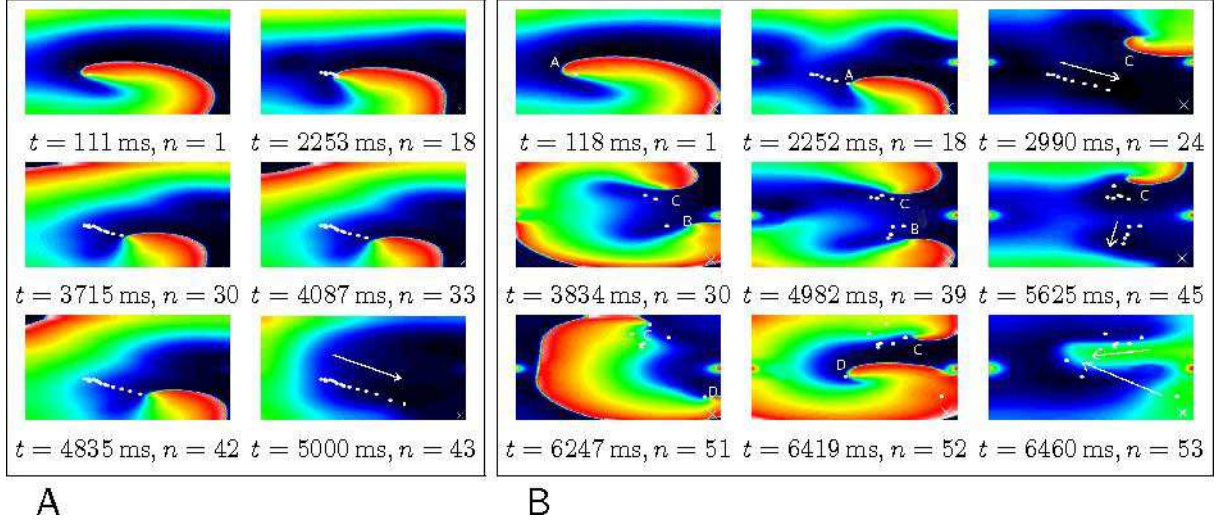 A
A
C
t = 111 ms, n = 1
t = 2253 ms, n = 18
t = 118 ms, n = 1
t = 2252 ms, n = 18
t = 2990 ms, n = 24
C
B
C
B
C
t = 3715 ms, n = 30
t = 4087 ms, n = 33
t = 3834 ms, n = 30
t = 4982 ms, n = 39
t = 5625 ms, n = 45
C
D
C
D
t = 4835 ms, n = 42
t = 5000 ms, n = 43
t = 6247 ms, n = 51
t = 6419 ms, n = 52
t = 6460 ms, n = 53
A
B